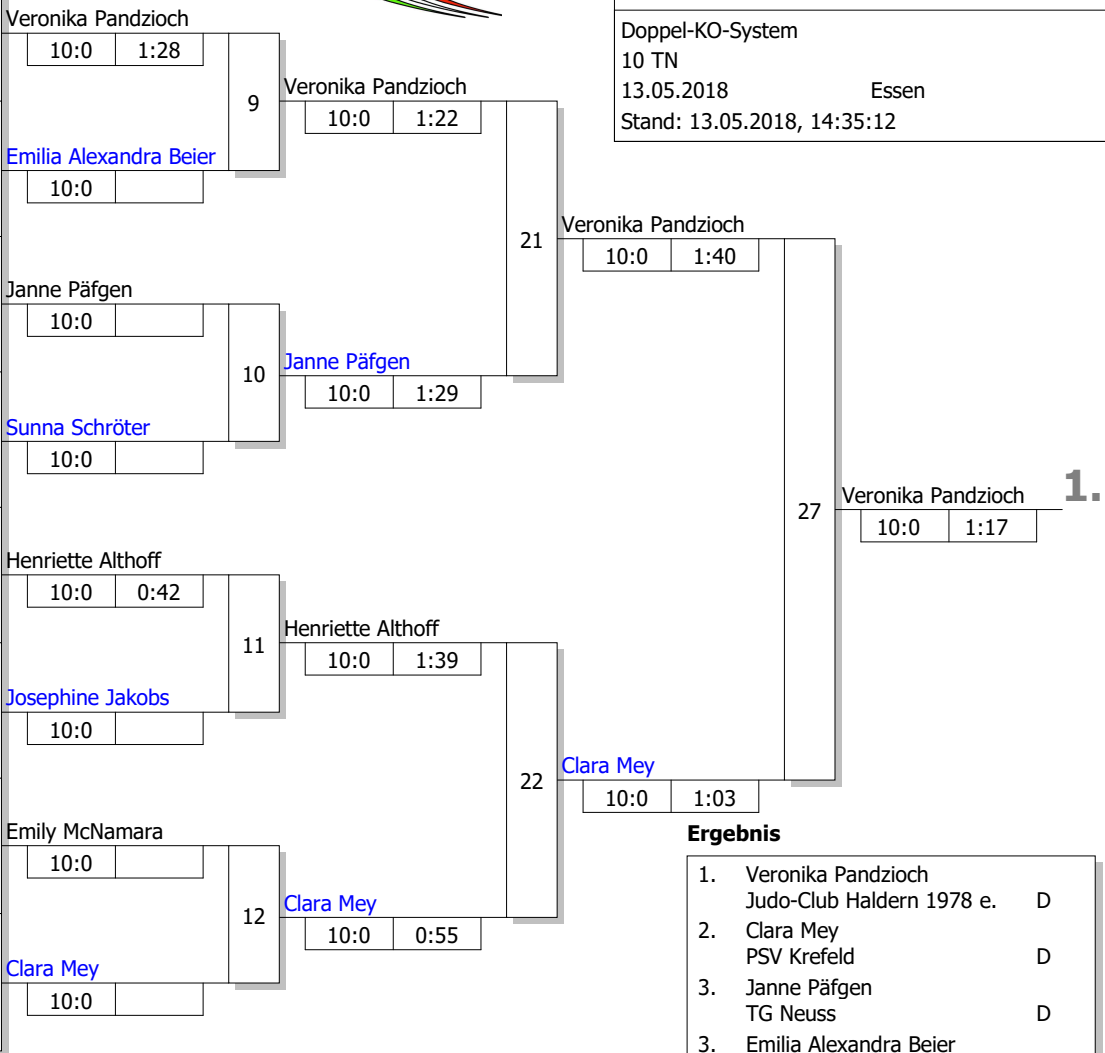 Veronika Pandzioch
10:0 1:28
9
Emilia Alexandra Beier
10:0
Janne Päfgen
10:0
10
Sunna Schröter
10:0
Henriette Althoff
10:0 0:42
11
Josephine Jakobs
10:0
Emily McNamara
10:0
12
Clara Mey
10:0
Veronika Pandzioch
10:0 1:22
21
Janne Päfgen
10:0 1:29
Henriette Althoff
10:0 1:39
22
Clara Mey
10:0 0:55
Veronika Pandzioch
10:0 1:40
27
Clara Mey
10:0 1:03
Veronika Pandzioch 1.
10:0 1:17
Doppel-KO-System
10 TN
13.05.2018 Essen
Stand: 13.05.2018, 14:35:12
Ergebnis
1. Veronika Pandzioch
Judo-Club Haldern 1978 e. D
2. Clara Mey
PSV Krefeld D
3. Janne Päfgen
TG Neuss D
3. Emilia Alexandra Beier